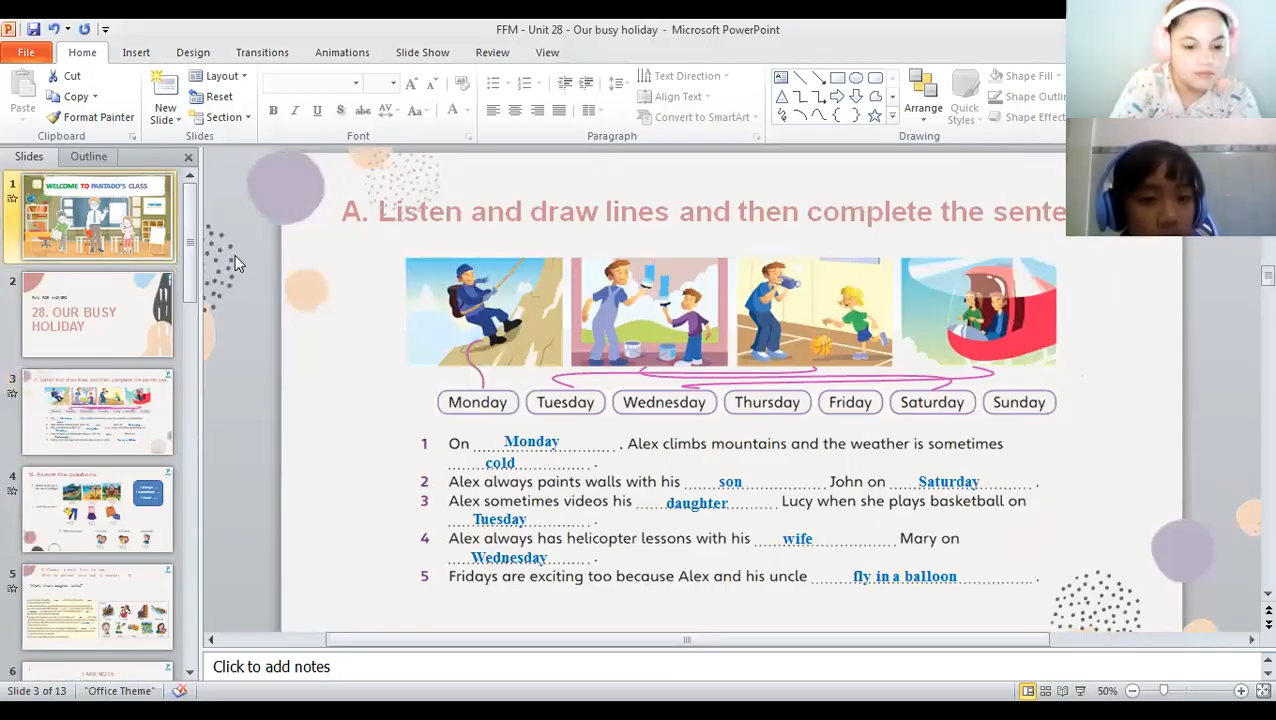 FFM - Unit 28 - Our busy holiday - Microsoft PowerPoint
File Home Insert Design Transitions Animations Slide Show Review View
Cut Layout Text Direction Shape Fill
Copy Reset Align Text
Paste Format Painter New Slide Section Convert to SmartArt Arrange Quick Styles
Clipboard Slides Font Paragraph Drawing
Slides Outline
1 WELCOME TO PANTADO'S CLASS
2
28. OUR BUSY
HOLIDAY
3
4
5
6
A. Listen and draw lines and then complete the
Monday Tuesday Wednesday Thursday Friday Saturday Sunday
1 On Monday. Alex climbs mountains and the weather is sometimes
cold.
2 Alex always paints walls with his son John on Saturday.
3 Alex sometimes videos his daughter Lucy when she plays basketball on
Tuesday.
4 Alex always has helicopter lessons with his wife Mary on
Wednesday.
5 Fridays are exciting too because Alex and his uncle fly in a balloon.
Click to add notes
Slide 3 of 13 "Office Theme" 50%